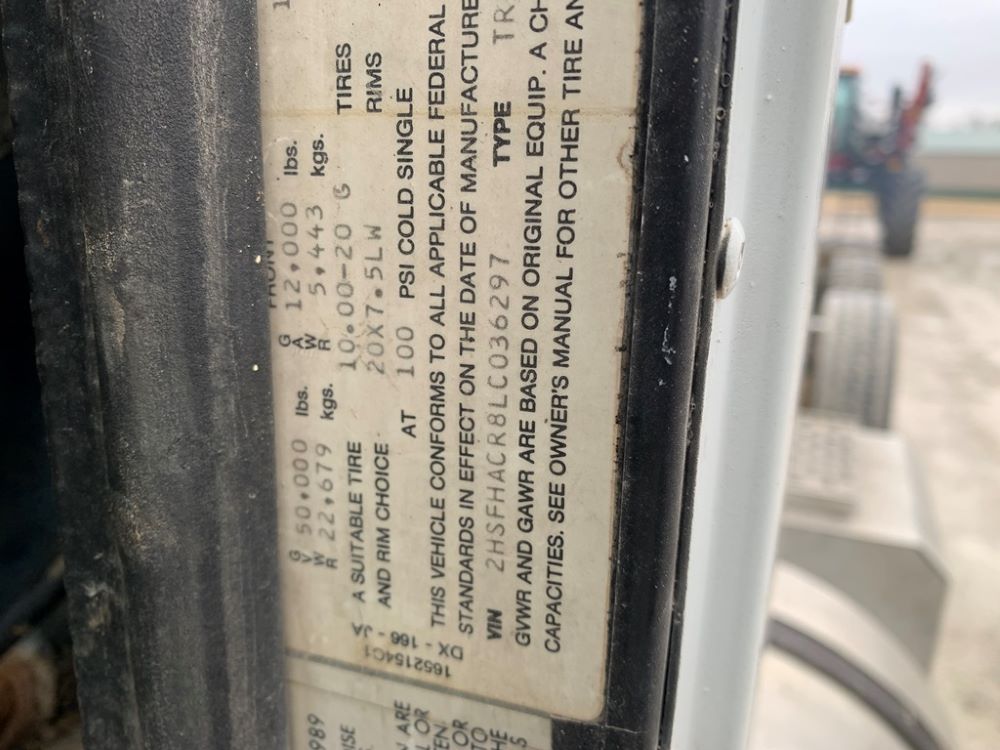 FRONT
G V W R 50,000 lbs. G A W R 12,000 lbs.
22,679 kgs. 5,443 kgs.
A SUITABLE TIRE 10.00-20 G TIRES
AND RIM CHOICE 20X7.5LW RIMS
AT 100 PSI COLD SINGLE
THIS VEHICLE CONFORMS TO ALL APPLICABLE FEDERAL
STANDARDS IN EFFECT ON THE DATE OF MANUFACTURE
VIN 2HSFHACR8LC036297 TYPE TR
GVWR AND GAWR ARE BASED ON ORIGINAL EQUIP. A CH
CAPACITIES. SEE OWNER'S MANUAL FOR OTHER TIRE AN
1652154C1
DX - 166 - JA